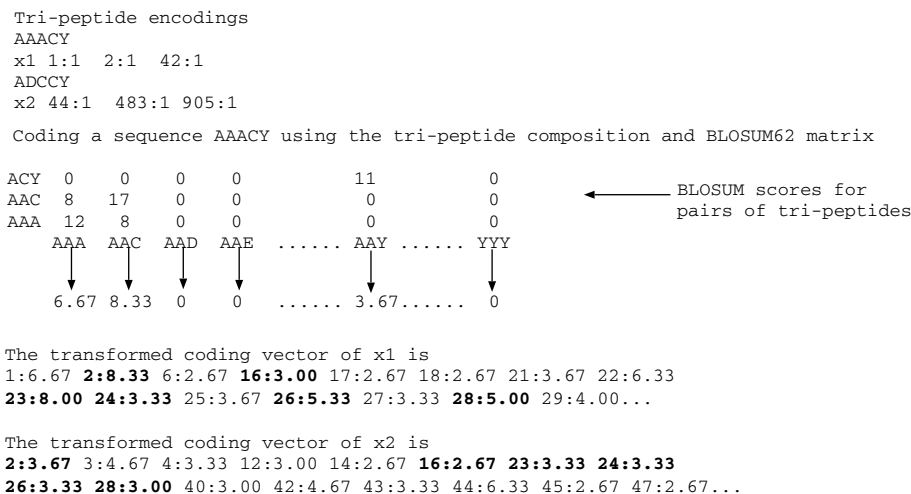 Tri-peptide encodings
AAACY
x1 1:1 2:1 42:1
ADCCY
x2 44:1 483:1 905:1
Coding a sequence AAACY using the tri-peptide composition and BLOSUM62 matrix
ACY 0 0 0 0 11 0
AAC 8 17 0 0 0 0
AAA 12 8 0 0 0 0
AAA AAC AAD AAE ...... AAY ...... YYY
BLOSUM scores for
pairs of tri-peptides
6.67 8.33 0 0 ...... 3.67...... 0
The transformed coding vector of x1 is
1:6.67 2:8.33 6:2.67 16:3.00 17:2.67 18:2.67 21:3.67 22:6.33
23:8.00 24:3.33 25:3.67 26:5.33 27:3.33 28:5.00 29:4.00...
The transformed coding vector of x2 is
2:3.67 3:4.67 4:3.33 12:3.00 14:2.67 16:2.67 23:3.33 24:3.33
26:3.33 28:3.00 40:3.00 42:4.67 43:3.33 44:6.33 45:2.67 47:2.67...